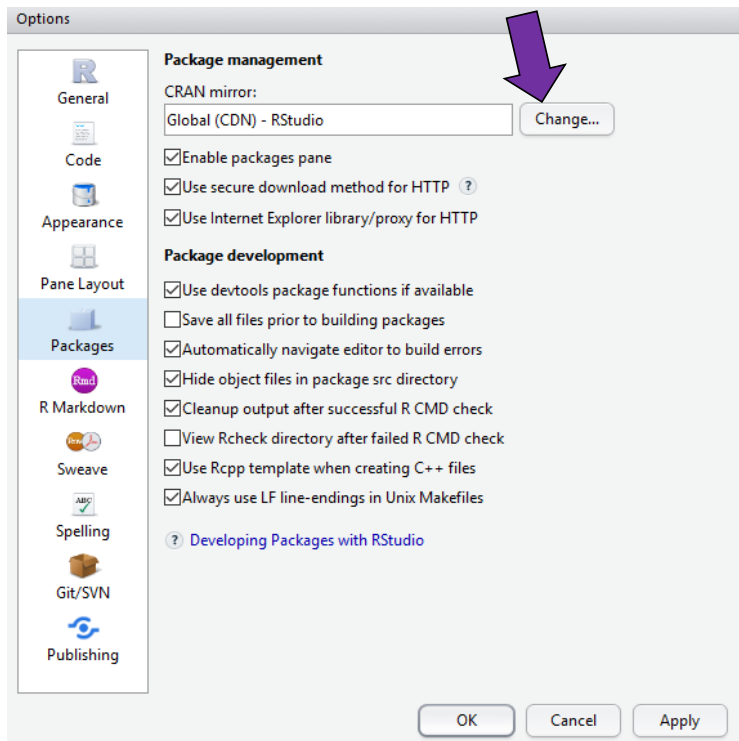 Options
General
Code
Appearance
Pane Layout
Packages
Rmd
R Markdown
Sweave
ABC
Spelling
Git/SVN
Publishing
Package management
CRAN mirror:
Global (CDN) - RStudio
Change...
Enable packages pane
Use secure download method for HTTP ?
Use Internet Explorer library/proxy for HTTP
Package development
Use devtools package functions if available
Save all files prior to building packages
Automatically navigate editor to build errors
Hide object files in package src directory
Cleanup output after successful R CMD check
View Rcheck directory after failed R CMD check
Use Rcpp template when creating C++ files
Always use LF line-endings in Unix Makefiles
? Developing Packages with RStudio
OK Cancel Apply